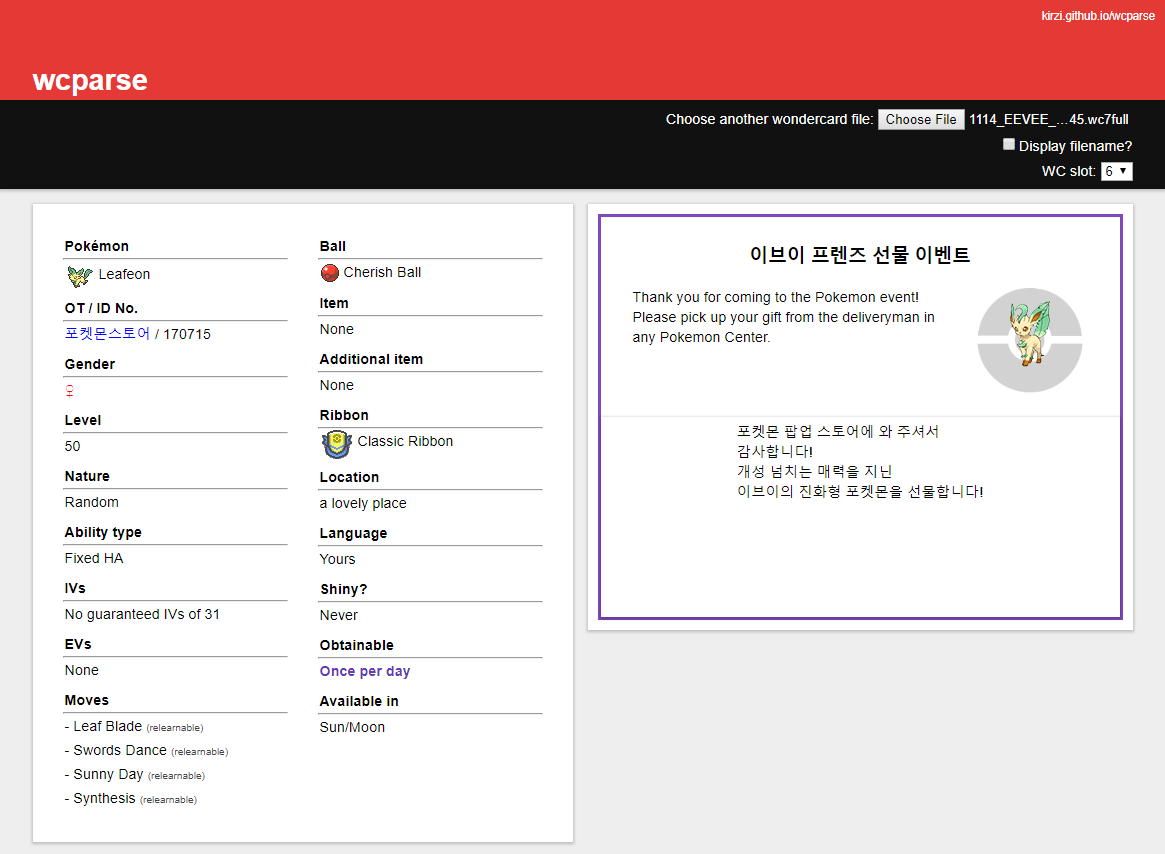 kirzi.github.io/wcparse
wcparse
Choose another wondercard file: Choose File 1114_EEVEE_...45.wc7full
Display filename?
WC slot: 6
Pokémon
Leafeon
OT / ID No.
포켓몬스토어 / 170715
Gender
♀
Level
50
Nature
Random
Ability type
Fixed HA
IVs
No guaranteed IVs of 31
EVs
None
Moves
- Leaf Blade (relearnable)
- Swords Dance (relearnable)
- Sunny Day (relearnable)
- Synthesis (relearnable)
Ball
Cherish Ball
Item
None
Additional item
None
Ribbon
Classic Ribbon
Location
a lovely place
Language
Yours
Shiny?
Never
Obtainable
Once per day
Available in
Sun/Moon
이브이 프렌즈 선물 이벤트
Thank you for coming to the Pokemon event!
Please pick up your gift from the deliveryman in
any Pokemon Center.
포켓몬 팝업 스토어에 와 주셔서
감사합니다!
개성 넘치는 매력을 지닌
이브이의 진화형 포켓몬을 선물합니다!